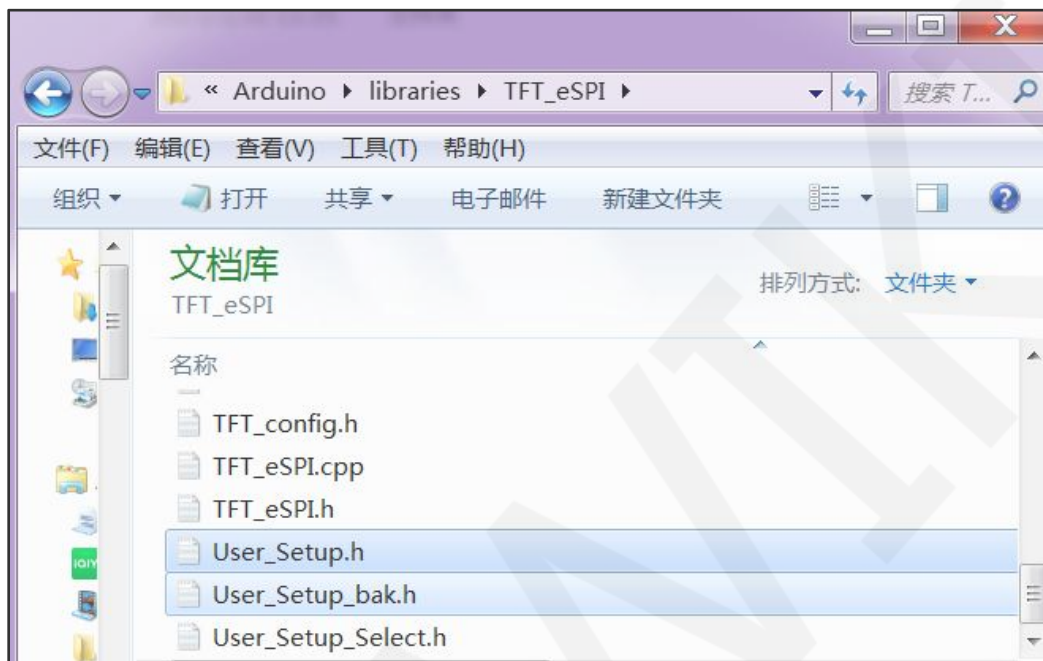 « Arduino ▸ libraries ▸ TFT_eSPI ▸ 搜索 T...
文件(F) 编辑(E) 查看(V) 工具(T) 帮助(H)
组织 打开 共享 电子邮件 新建文件夹
文档库
TFT_eSPI
排列方式: 文件夹
名称
TFT_config.h
TFT_eSPI.cpp
TFT_eSPI.h
User_Setup.h
User_Setup_bak.h
User_Setup_Select.h